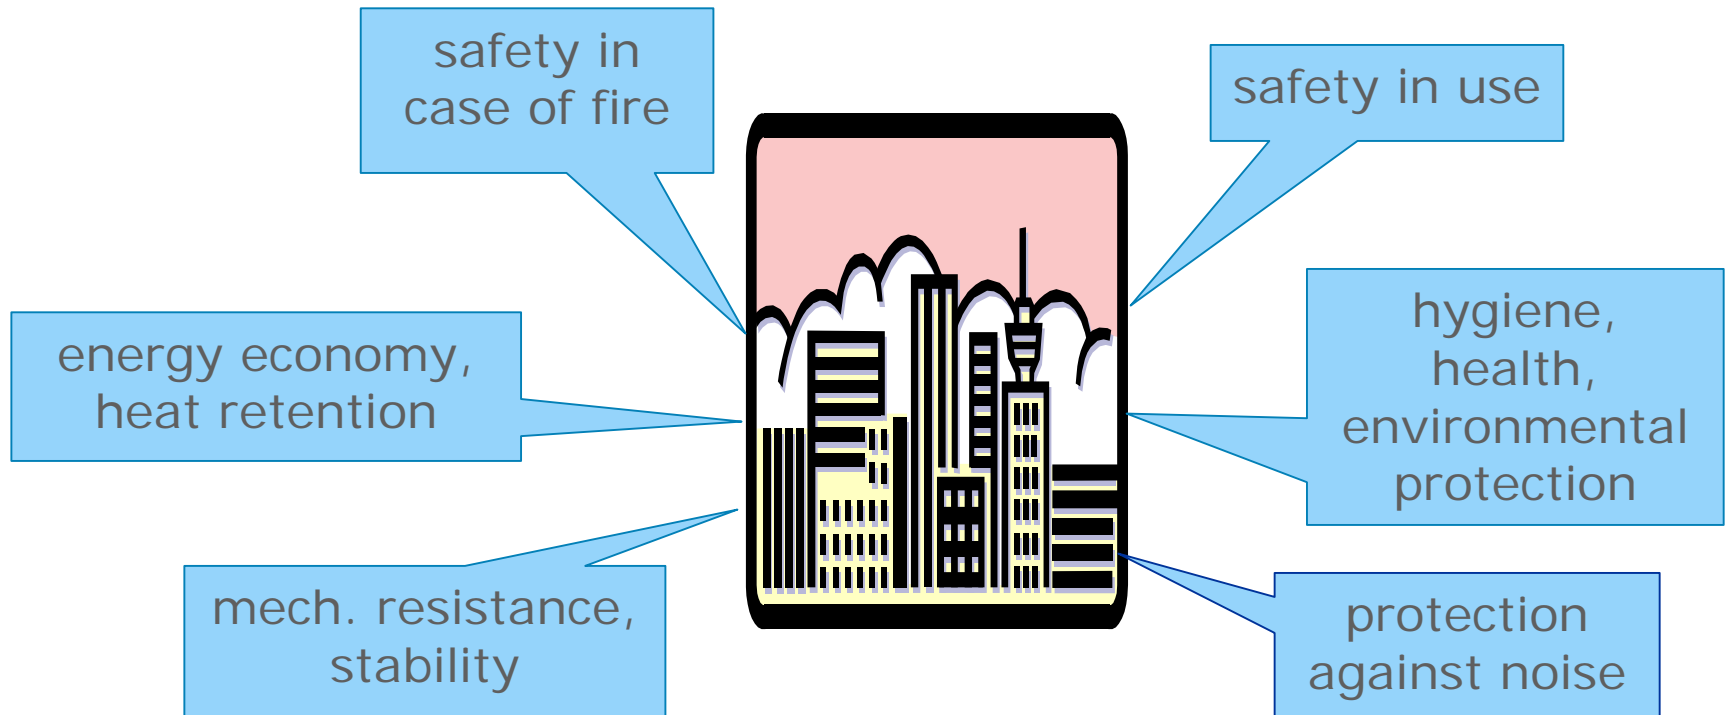 safety in
case of fire
safety in use
energy economy,
heat retention
hygiene,
health,
environmental
protection
mech. resistance,
stability
protection
against noise